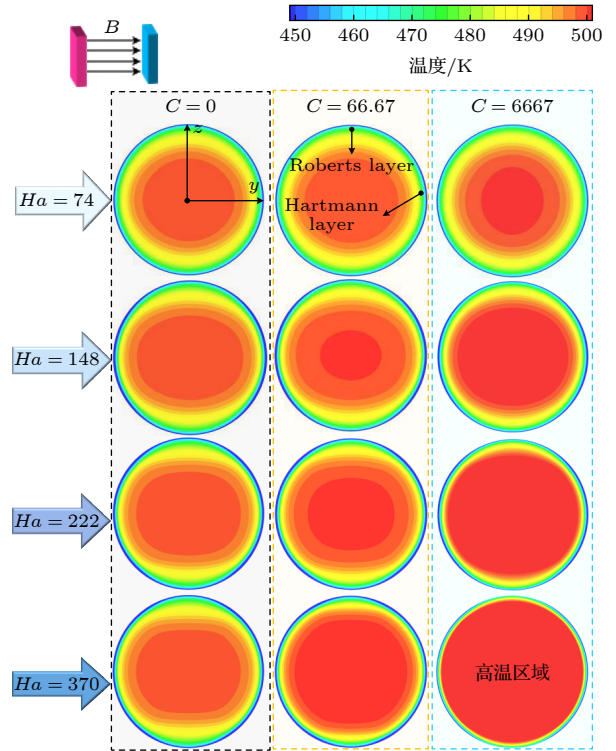 B
450 460 470 480 490 500
温度/K
C = 0
C = 66.67
C = 6667
z
y
Roberts layer
Hartmann
layer
Ha = 74
Ha = 148
Ha = 222
Ha = 370
高温区域